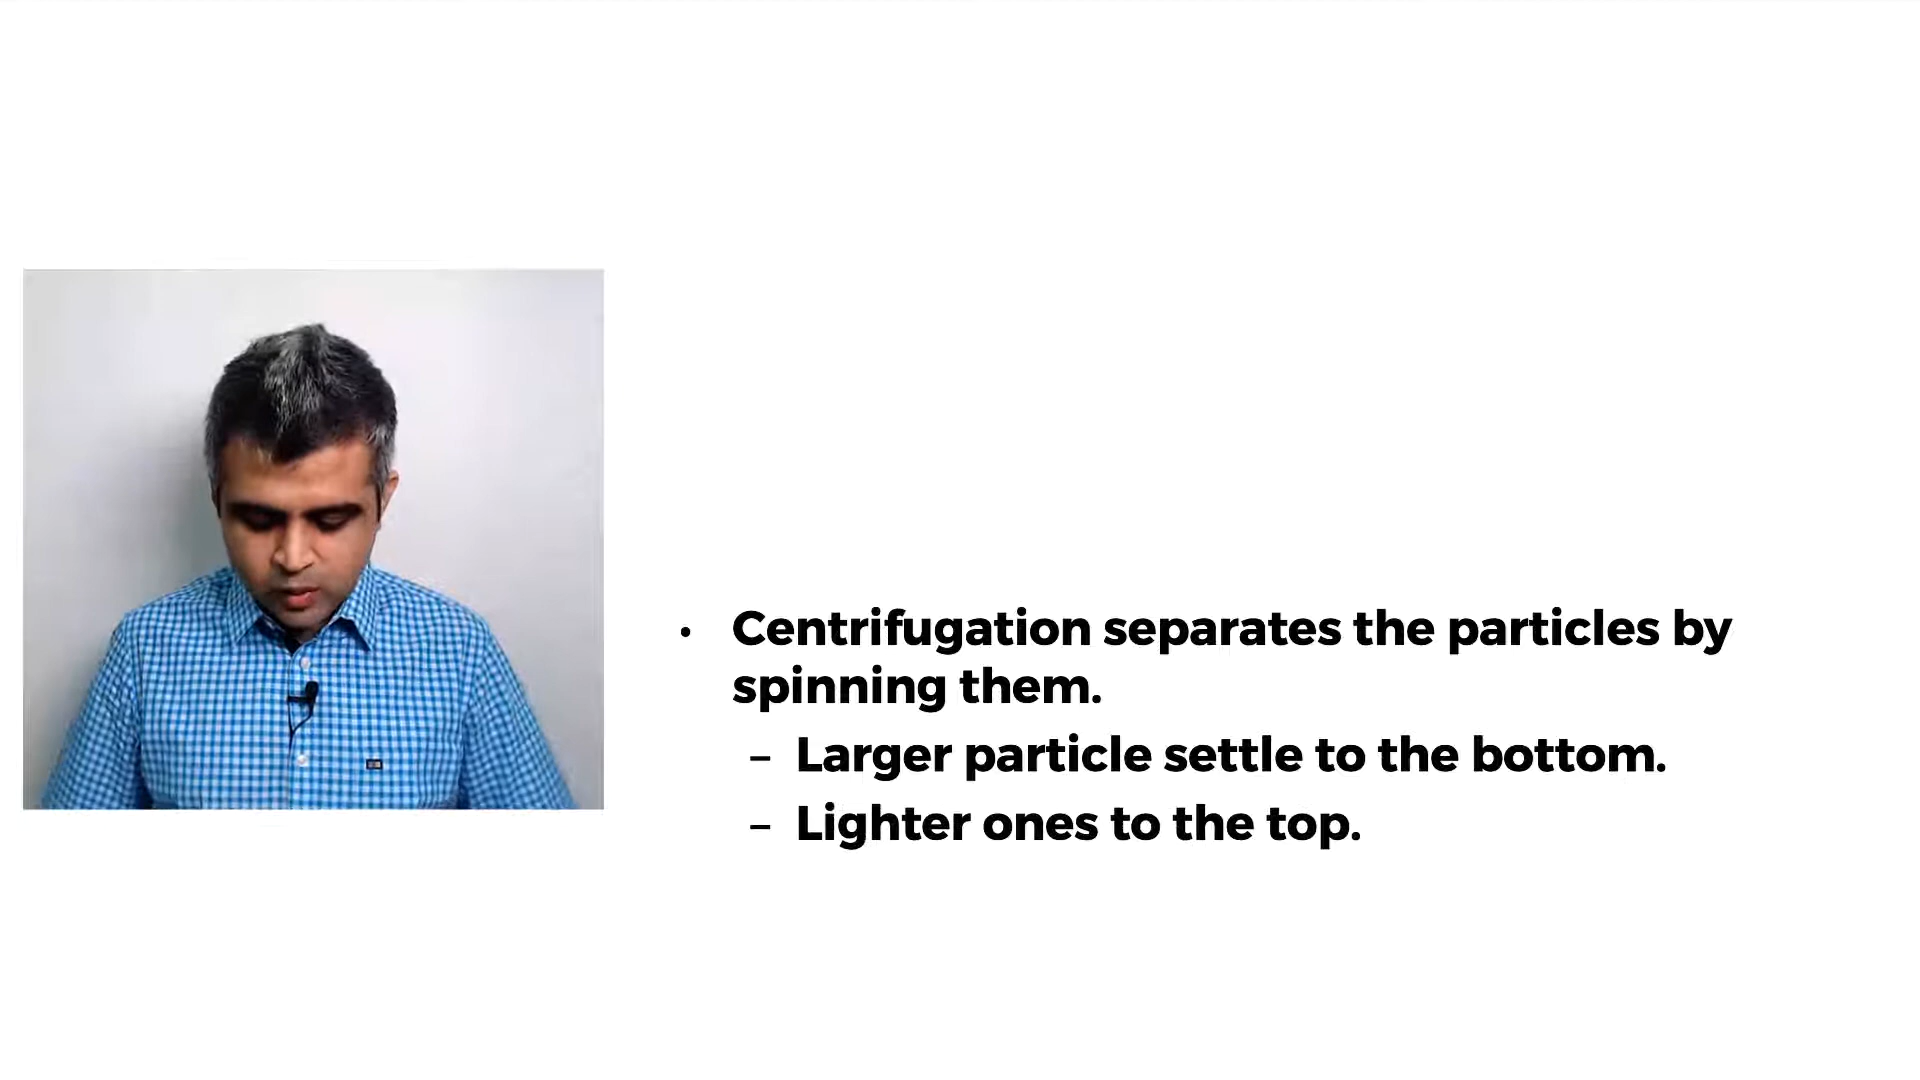 • Centrifugation separates the particles by
spinning them.
– Larger particle settle to the bottom.
– Lighter ones to the top.